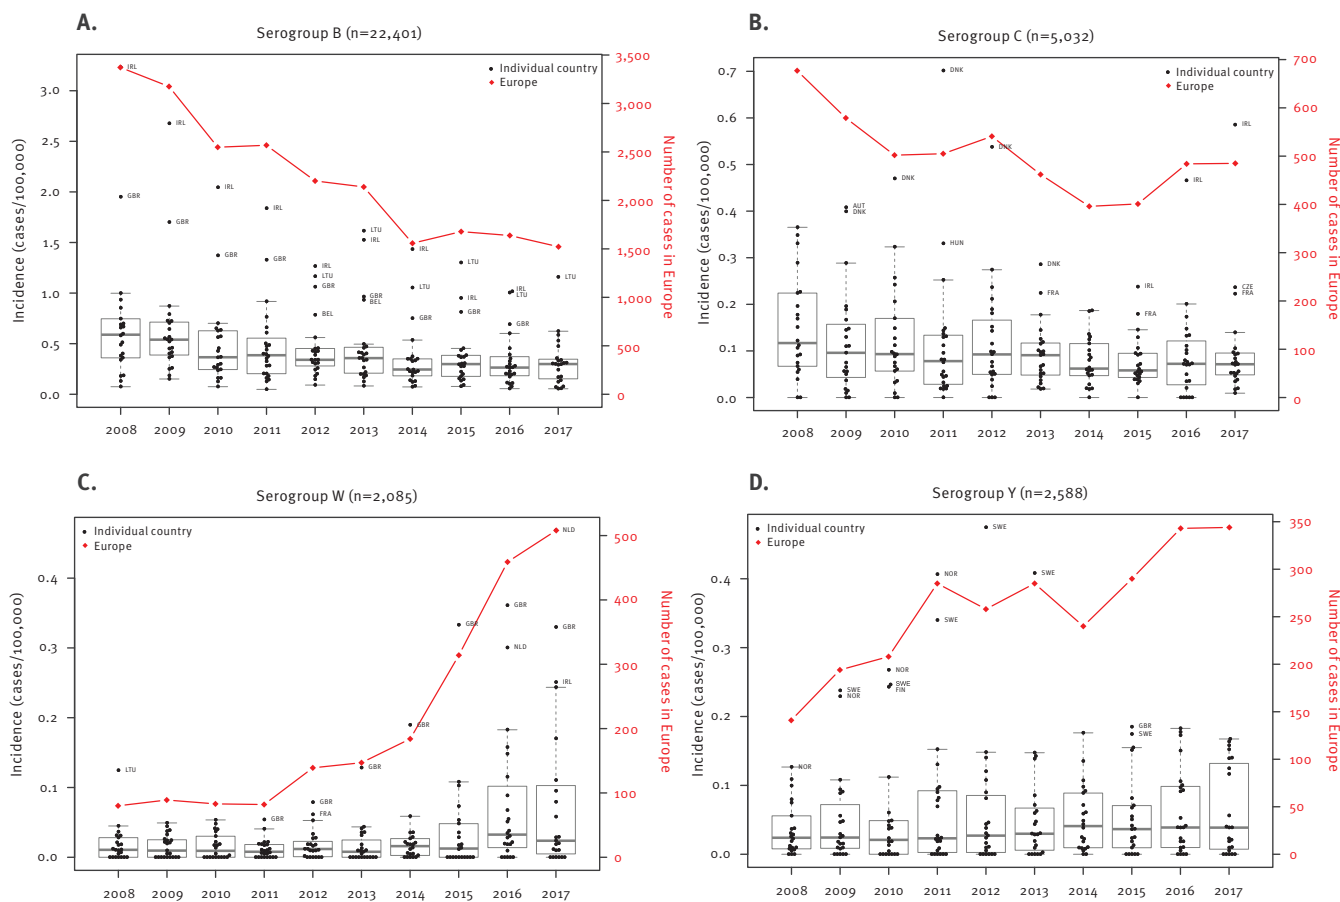 A.
Serogroup B (n=22,401)
Individual country
Europe
Incidence (cases/100,000)
Number of cases in Europe
3.0
2.5
2.0
1.5
1.0
0.5
0.0
3,500
3,000
2,500
2,000
1,500
1,000
500
0
IRL
GBR
IRL
GBR
IRL
GBR
IRL
GBR
IRL
LTU
GBR
BEL
LTU
IRL
GBR
BEL
IRL
LTU
GBR
LTU
IRL
GBR
IRL
LTU
GBR
LTU
2008 2009 2010 2011 2012 2013 2014 2015 2016 2017
B.
Serogroup C (n=5,032)
Individual country
Europe
Incidence (cases/100,000)
Number of cases in Europe
0.7
0.6
0.5
0.4
0.3
0.2
0.1
0.0
700
600
500
400
300
200
100
0
AUT
DNK
DNK
DNK
HUN
DNK
DNK
FRA
IRL
FRA
IRL
IRL
CZE
FRA
2008 2009 2010 2011 2012 2013 2014 2015 2016 2017
C.
Serogroup W (n=2,085)
Individual country
Europe
Incidence (cases/100,000)
Number of cases in Europe
0.4
0.3
0.2
0.1
0.0
500
400
300
200
100
0
LTU
GBR
GBR
FRA
GBR
GBR
GBR
GBR
NLD
NLD
GBR
IRL
2008 2009 2010 2011 2012 2013 2014 2015 2016 2017
D.
Serogroup Y (n=2,588)
Individual country
Europe
Incidence (cases/100,000)
Number of cases in Europe
0.4
0.3
0.2
0.1
0.0
350
300
250
200
150
100
50
0
NOR
SWE
NOR
NOR
SWE
FIN
NOR
SWE
SWE
SWE
GBR
SWE
2008 2009 2010 2011 2012 2013 2014 2015 2016 2017